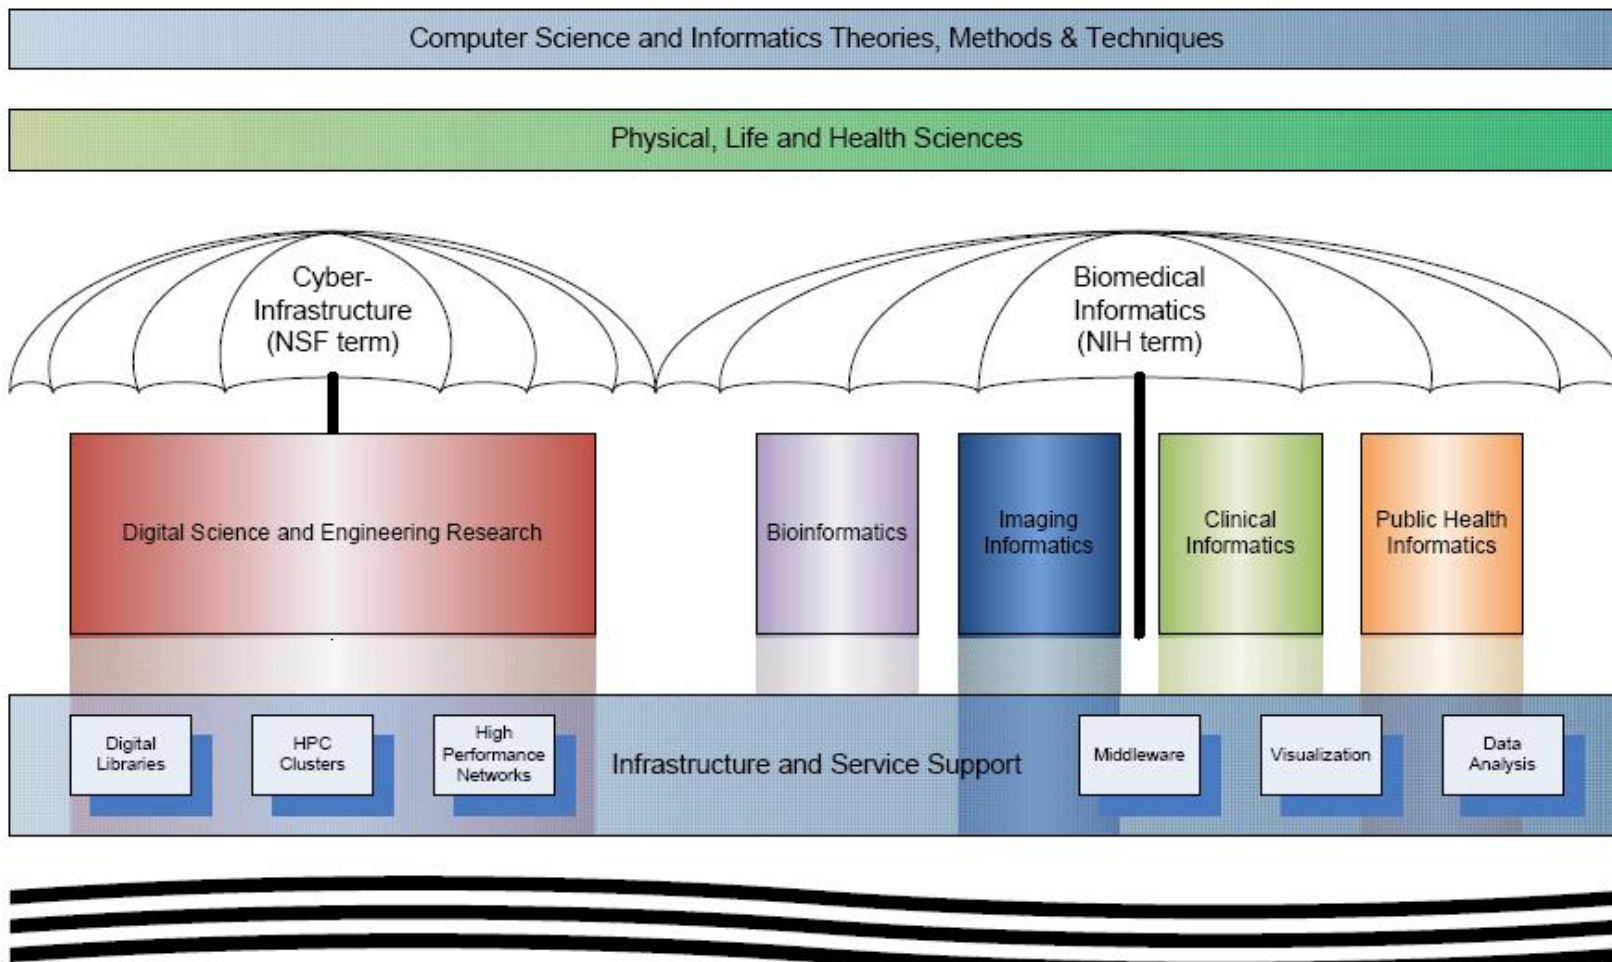 Computer Science and Informatics Theories, Methods & Techniques
Physical, Life and Health Sciences
Cyber-
Infrastructure
(NSF term)
Biomedical
Informatics
(NIH term)
Digital Science and Engineering Research
Bioinformatics
Imaging
Informatics
Clinical
Informatics
Public Health
Informatics
Digital
Libraries
HPC
Clusters
High
Performance
Networks
Infrastructure and Service Support
Middleware
Visualization
Data
Analysis